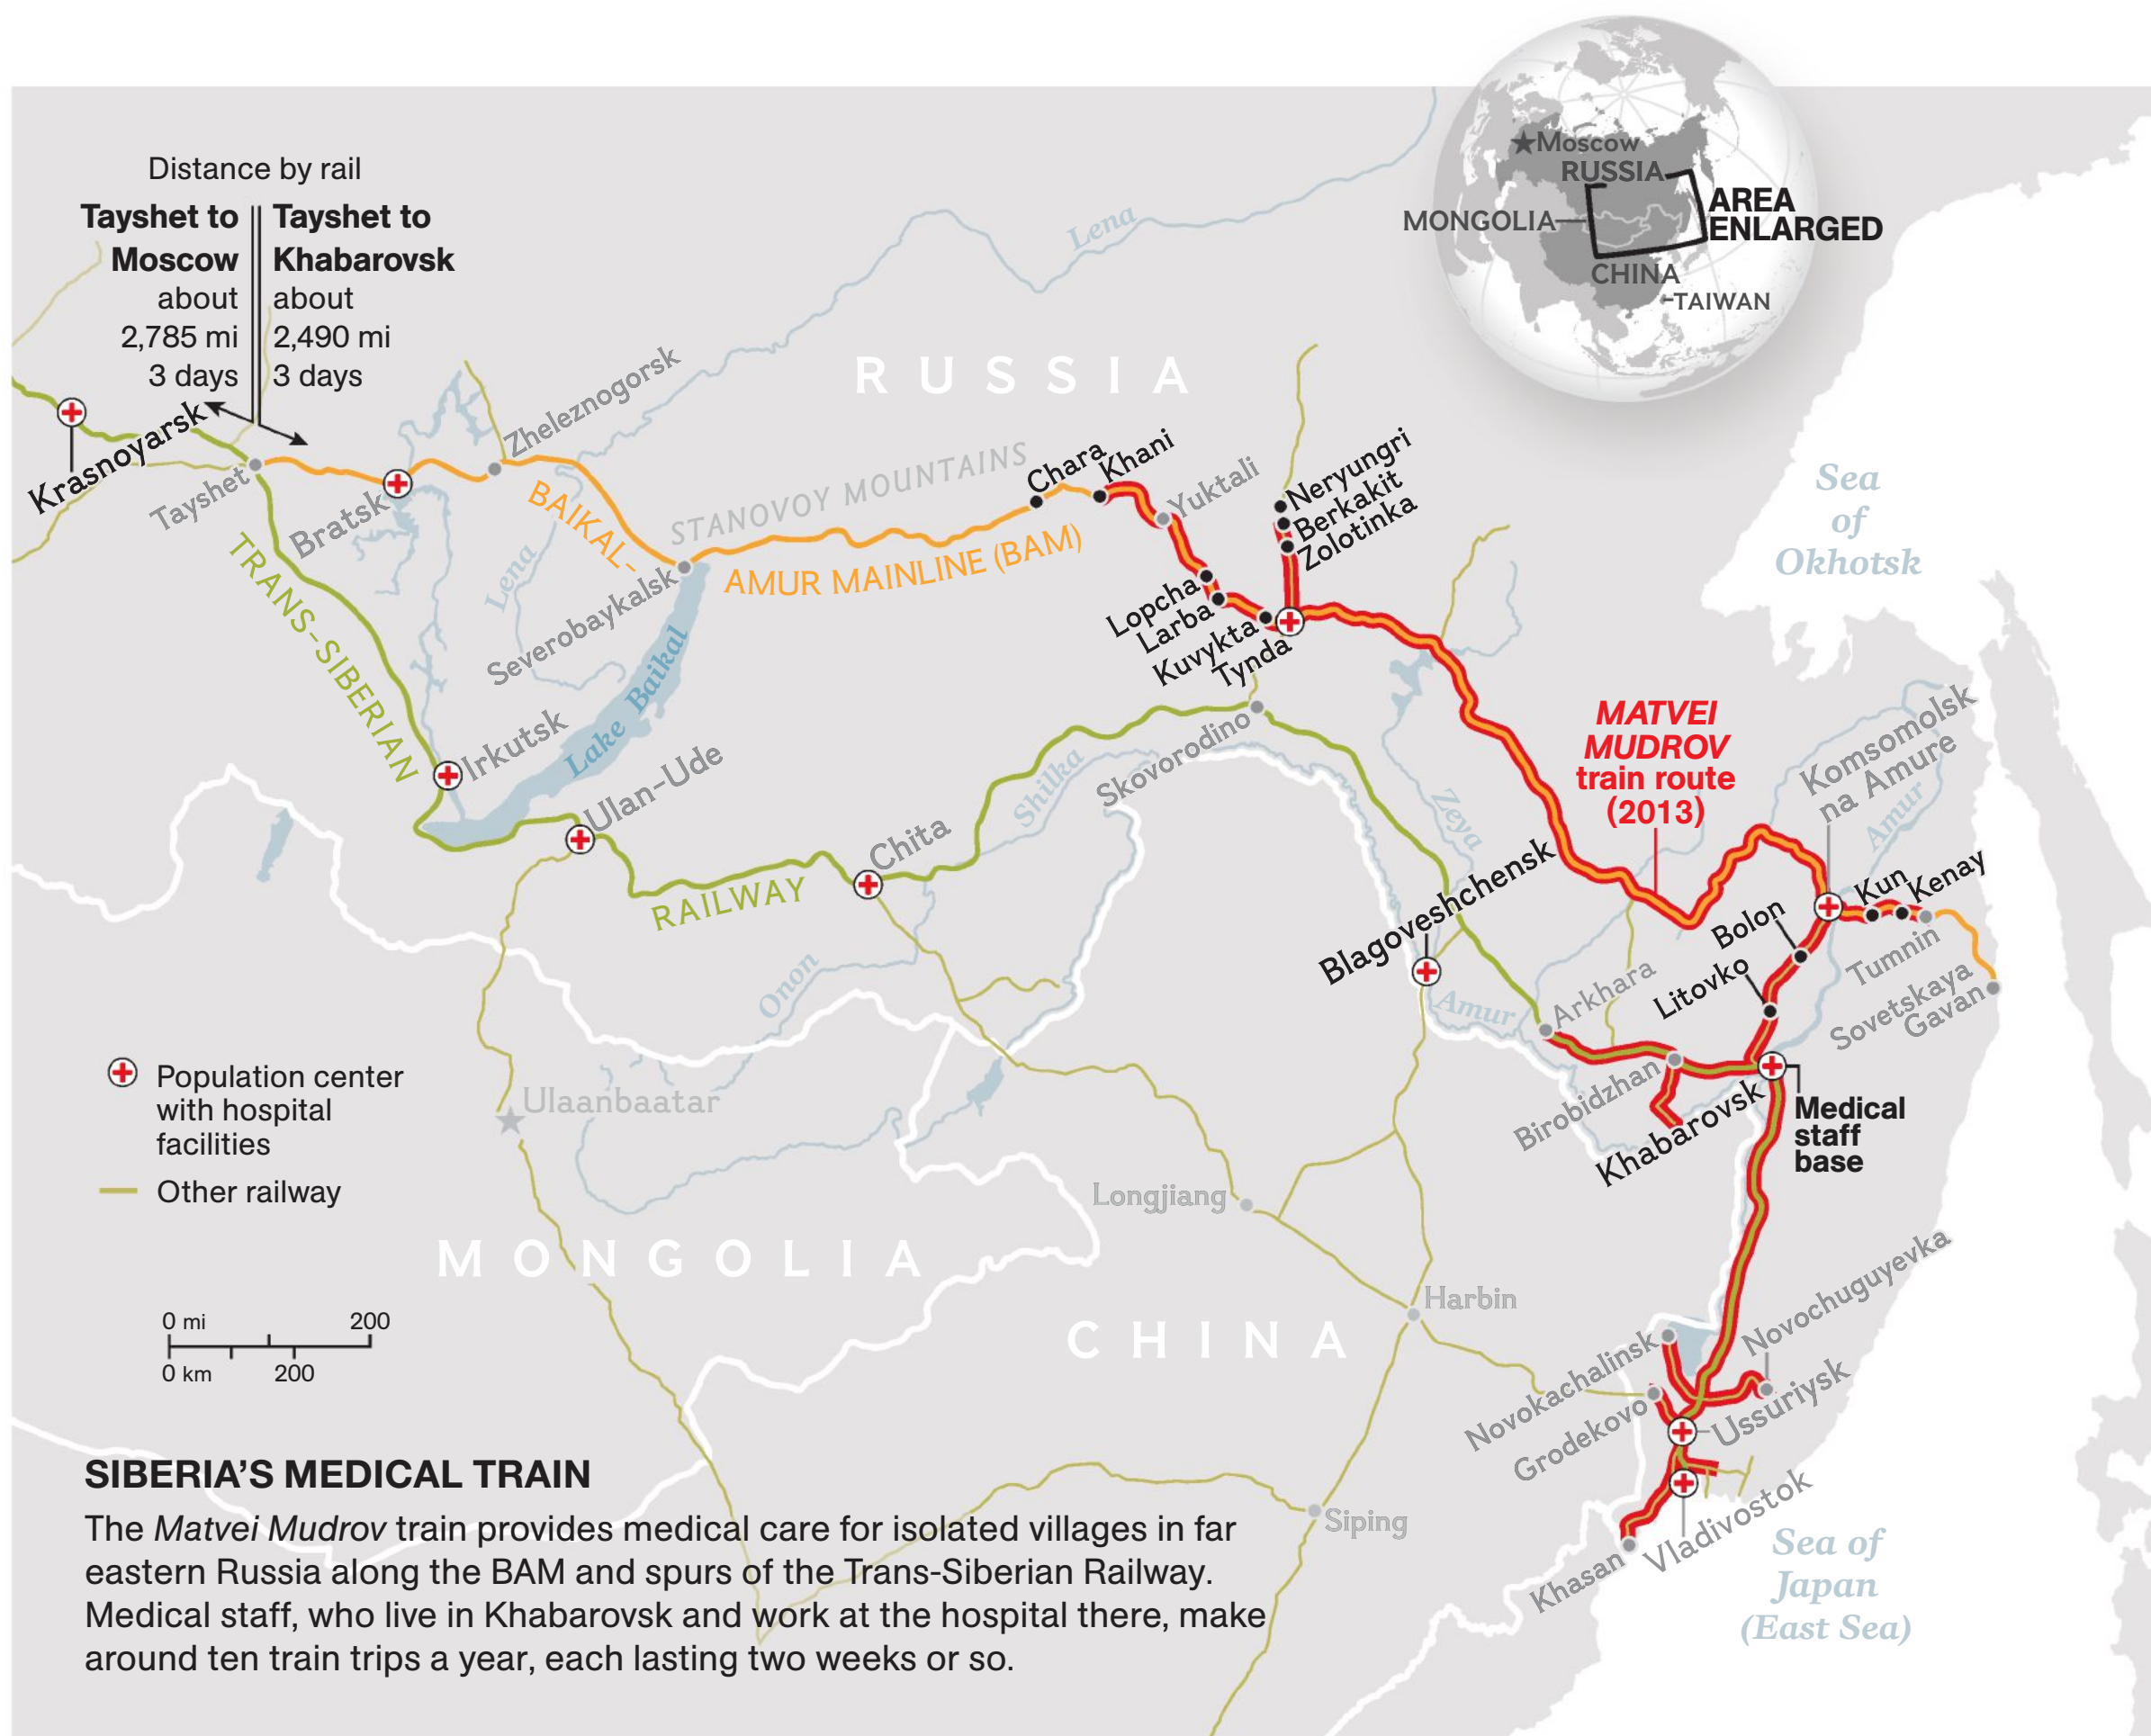 Distance by rail
Tayshet to
Moscow
about
2,785 mi
3 days
Tayshet to
Khabarovsk
about
2,490 mi
3 days
★Moscow
RUSSIA
MONGOLIA
CHINA
TAIWAN
AREA
ENLARGED
RUSSIA
Lena
Sea
of
Okhotsk
Krasnoyarsk
Tayshet
Bratsk
Zheleznogorsk
BAIKAL-
AMUR MAINLINE (BAM)
STANOVOY MOUNTAINS
Chara
Khani
Yuktali
Neryungri
Berkakit
Zolotinka
Lopcha
Larba
Kuvykta
Tynda
Lena
Severobaykalsk
Lake Baikal
TRANS-SIBERIAN
RAILWAY
Irkutsk
Ulan-Ude
Chita
Shilka
Skovorodino
Zeya
MATVEI
MUDROV
train route
(2013)
Komsomolsk
na Amure
Amur
Blagoveshchensk
Kun
Kenay
Bolon
Litovko
Tumnin
Sovetskaya
Gavan
Onon
Amur
Arkhara
Birobidzhan
Khabarovsk
Medical
staff
base
Population center
with hospital
facilities
Other railway
Ulaanbaatar
Longjiang
MONGOLIA
Harbin
CHINA
0 mi 200
0 km 200
Novochuguyevka
Novokachalinsk
Grodekovo
Ussuriysk
Vladivostok
Khasan
Siping
Sea of
Japan
(East Sea)
SIBERIA'S MEDICAL TRAIN
The Matvei Mudrov train provides medical care for isolated villages in far
eastern Russia along the BAM and spurs of the Trans-Siberian Railway.
Medical staff, who live in Khabarovsk and work at the hospital there, make
around ten train trips a year, each lasting two weeks or so.